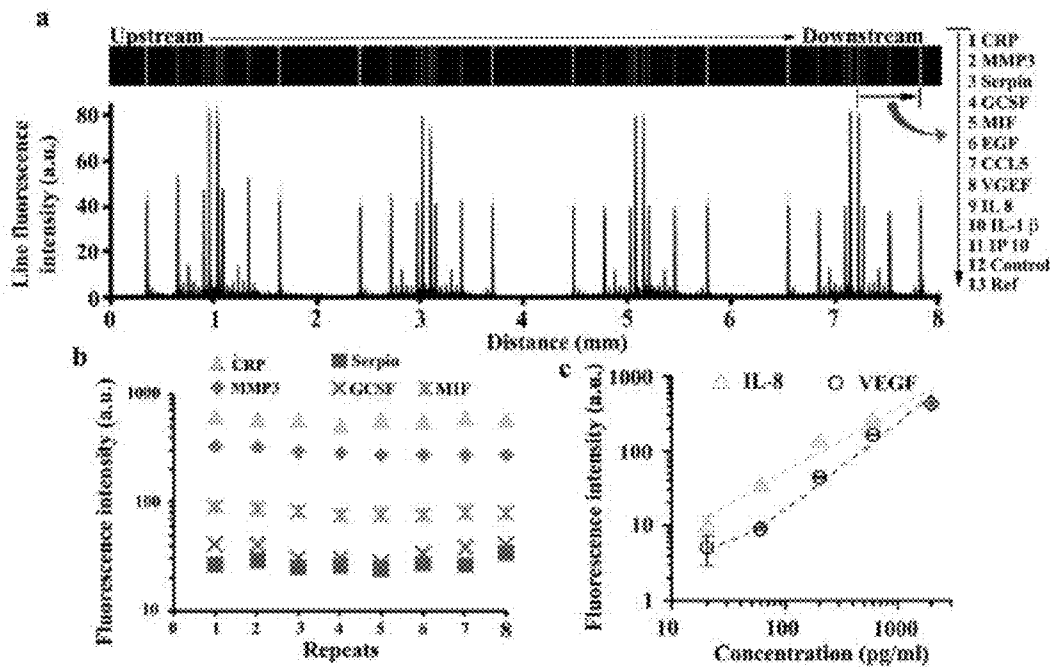 a
Upstream
Downstream
1 CRP
2 MMP3
3 Serpin
4 GCSF
5 MIF
6 EGF
7 CCL5
8 VGEF
9 IL 8
10 IL-1 β
11 IP 10
12 Control
13 Ref
Line fluorescence
intensity (a.u.)
80
60
40
20
0
0 1 2 3 4 5 6 7 8
Distance (mm)
b
CRP
Serpin
MMP3
GCSF
MIF
Fluorescence intensity (a.u.)
1000
100
10
0 1 2 3 4 5 6 7 8
Repeats
c
IL-8
VEGF
Fluorescence intensity (a.u.)
1000
100
10
1
10 100 1000
Concentration (pg/ml)